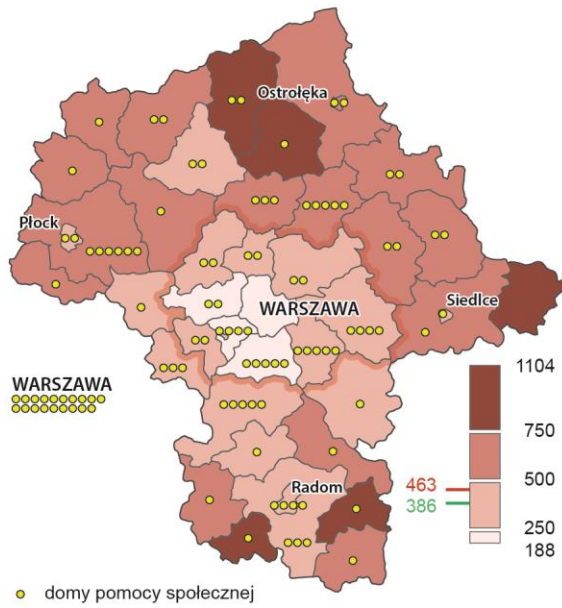 Ostrołęka
Płock
WARSZAWA
Siedlce
WARSZAWA
1104
750
500
463
386
250
188
Radom
domy pomocy społecznej